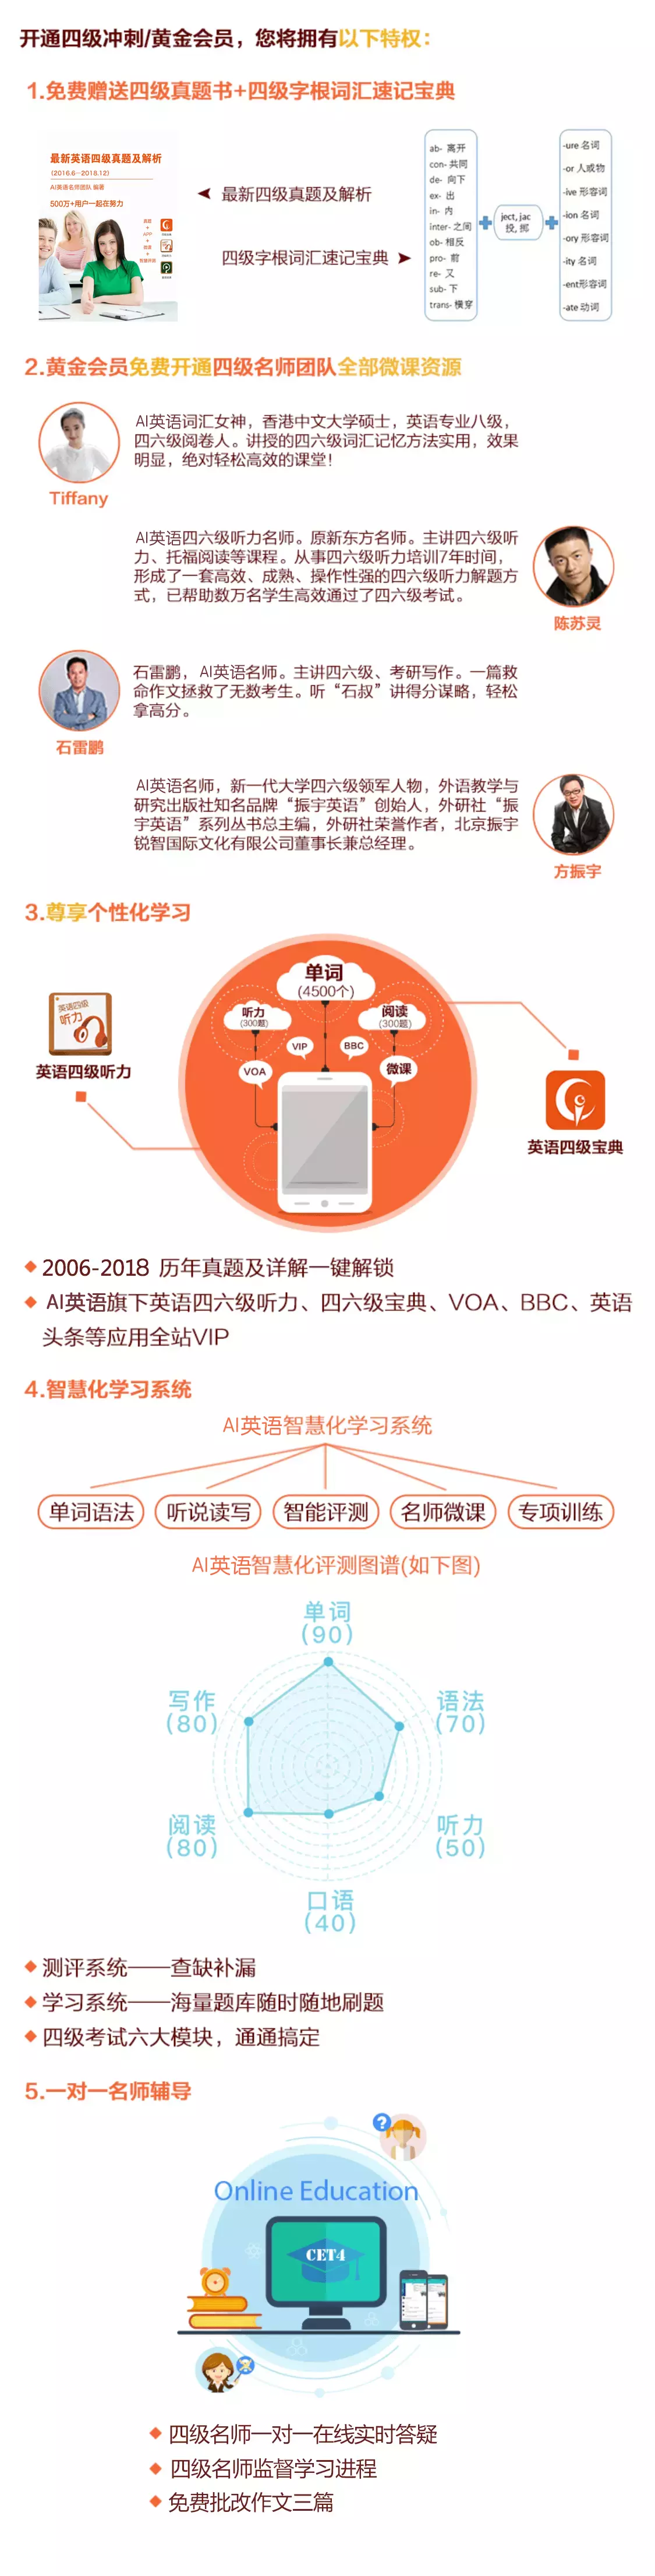 开通四级冲刺/黄金会员，您将拥有以下特权：
1.免费赠送四级真题书+四级字根词汇速记宝典
最新英语四级真题及解析
(2016.6—2018.12)
AI英语名师团队 编著
500万+用户一起在努力
真题
+
APP
+
微课
+
最新四级真题及解析
四级字根词汇速记宝典
ab- 离开
con- 共同
de- 向下
ex- 出
in- 内
inter- 之间
ob- 相反
pro- 前
re- 又
sub- 下
trans- 横穿
ject, jac
投, 掷
-ure 名词
-or 人或物
-ive 形容词
-ion 名词
-ory 形容词
-ity 名词
-ent形容词
-ate 动词
2.黄金会员免费开通四级名师团队全部微课资源
AI英语词汇女神，香港中文大学硕士，英语专业八级，
四六级阅卷人。讲授的四六级词汇记忆方法实用，效果
明显，绝对轻松高效的课堂！
Tiffany
AI英语四六级听力名师。原新东方名师。主讲四六级听
力、托福阅读等课程。从事四六级听力培训7年时间，
形成了一套高效、成熟、操作性强的四六级听力解题方
式，已帮助数万名学生高效通过了四六级考试。
陈苏灵
石雷鹏，AI英语名师。主讲四六级、考研写作。一篇救
命作文拯救了无数考生。听“石叔”讲得分谋略，轻松
拿高分。
石雷鹏
AI英语名师，新一代大学四六级领军人物，外语教学与
研究出版社知名品牌“振宇英语”创始人，外研社“振
宇英语”系列丛书总主编，外研社荣誉作者，北京振宇
锐智国际文化有限公司董事长兼总经理。
方振宇
3.尊享个性化学习
单词
(4500个)
听力
(300题)
阅读
(300题)
VIP
BBC
VOA
微课
英语四级
听力
英语四级听力
英语四级宝典
2006-2018 历年真题及详解一键解锁
AI英语旗下英语四六级听力、四六级宝典、VOA、BBC、英语
头条等应用全站VIP
4.智慧化学习系统
AI英语智慧化学习系统
单词语法 听说读写 智能评测 名师微课 专项训练
AI英语智慧化评测图谱(如下图)
单词
(90)
写作
(80)
语法
(70)
阅读
(80)
听力
(50)
口语
(40)
测评系统——查缺补漏
学习系统——海量题库随时随地刷题
四级考试六大模块，通通搞定
5.一对一名师辅导
?
Online Education
CET4
四级名师一对一在线实时答疑
四级名师监督学习进程
免费批改作文三篇